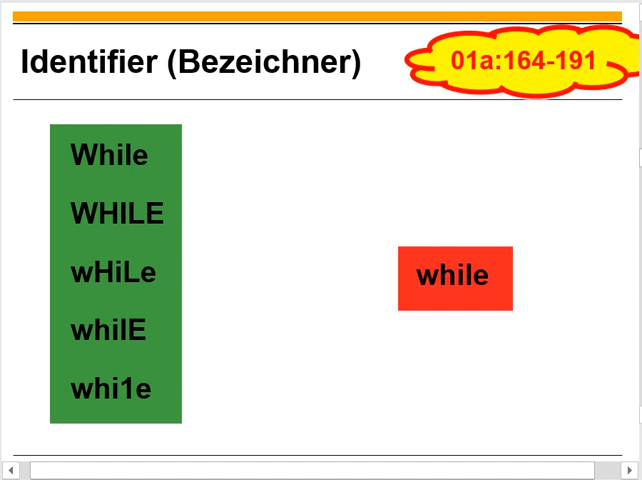 Identifier (Bezeichner)
01a:164-191
While
WHILE
wHiLe
while
whilE
whi1e